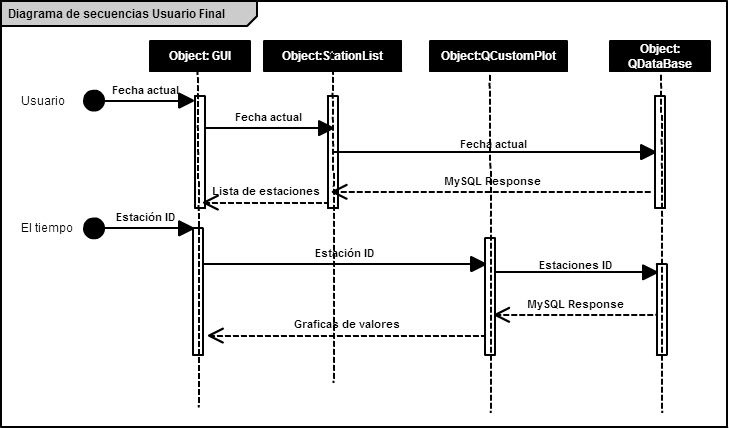 Diagrama de secuencias Usuario Final
Object: GUI
Object:StationList
Object:QCustomPlot
Object:
QDataBase
Usuario
Fecha actual
Fecha actual
Fecha actual
MySQL Response
Lista de estaciones
El tiempo
Estación ID
Estación ID
Estaciones ID
MySQL Response
Graficas de valores